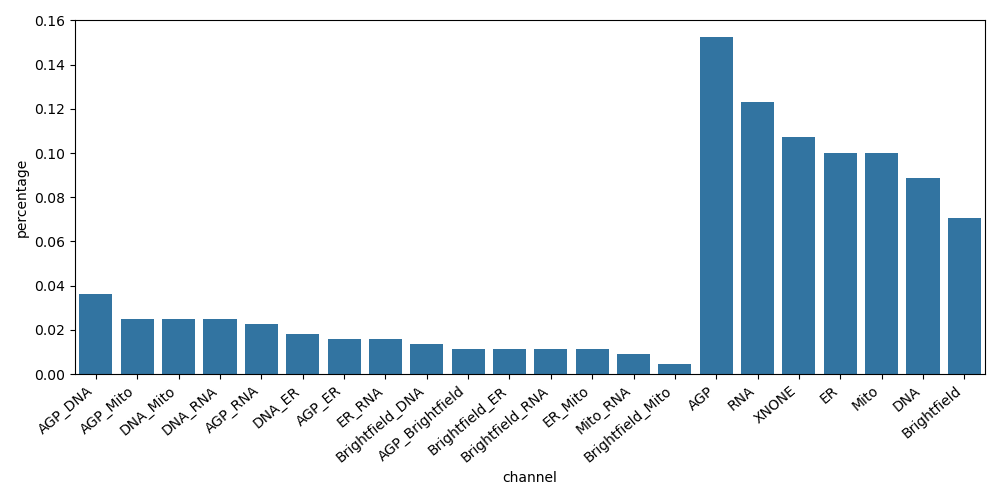 0.16
0.14
0.12
0.10
0.08
0.06
0.04
0.02
0.00
percentage
AGP_DNA
AGP_Mito
DNA_Mito
DNA_RNA
AGP_RNA
DNA_ER
AGP_ER
ER_RNA
Brightfield_DNA
AGP_Brightfield
Brightfield_ER
Brightfield_RNA
ER_Mito
Mito_RNA
Brightfield_Mito
AGP
RNA
XNONE
ER
Mito
DNA
Brightfield
channel